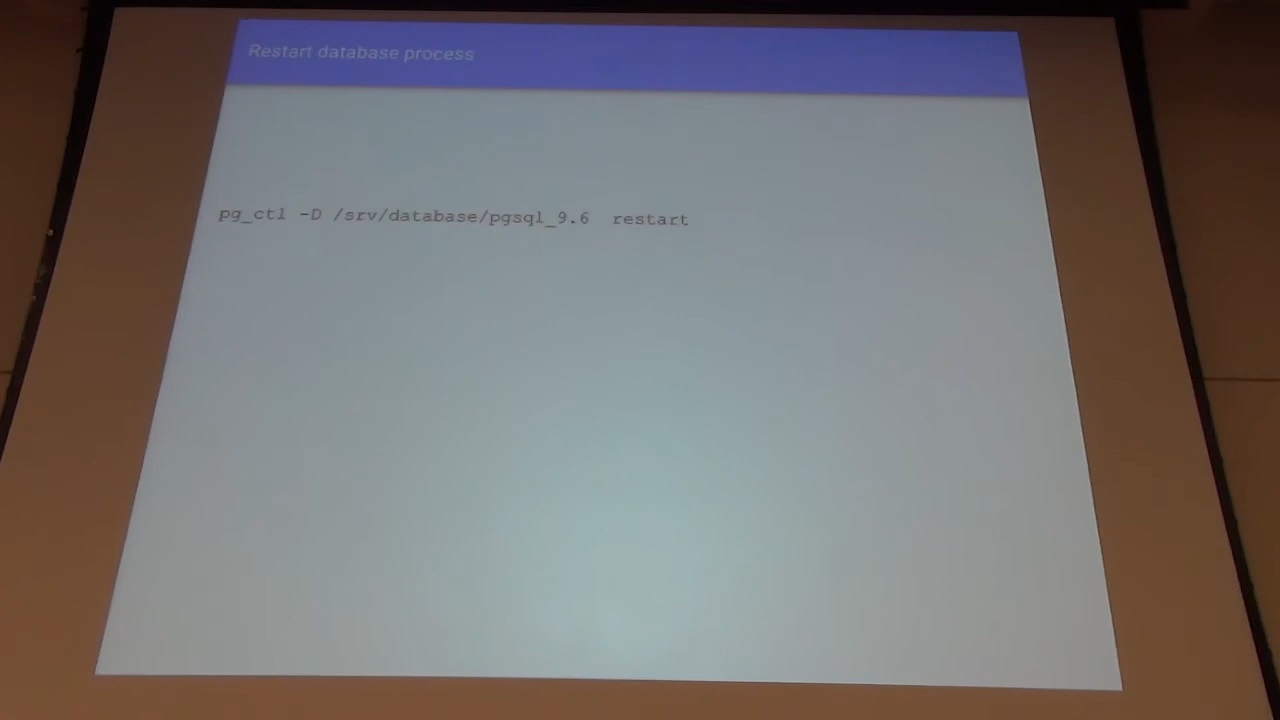 Restart database process
pg_ctl -D /srv/database/pgsql_9.6 restart